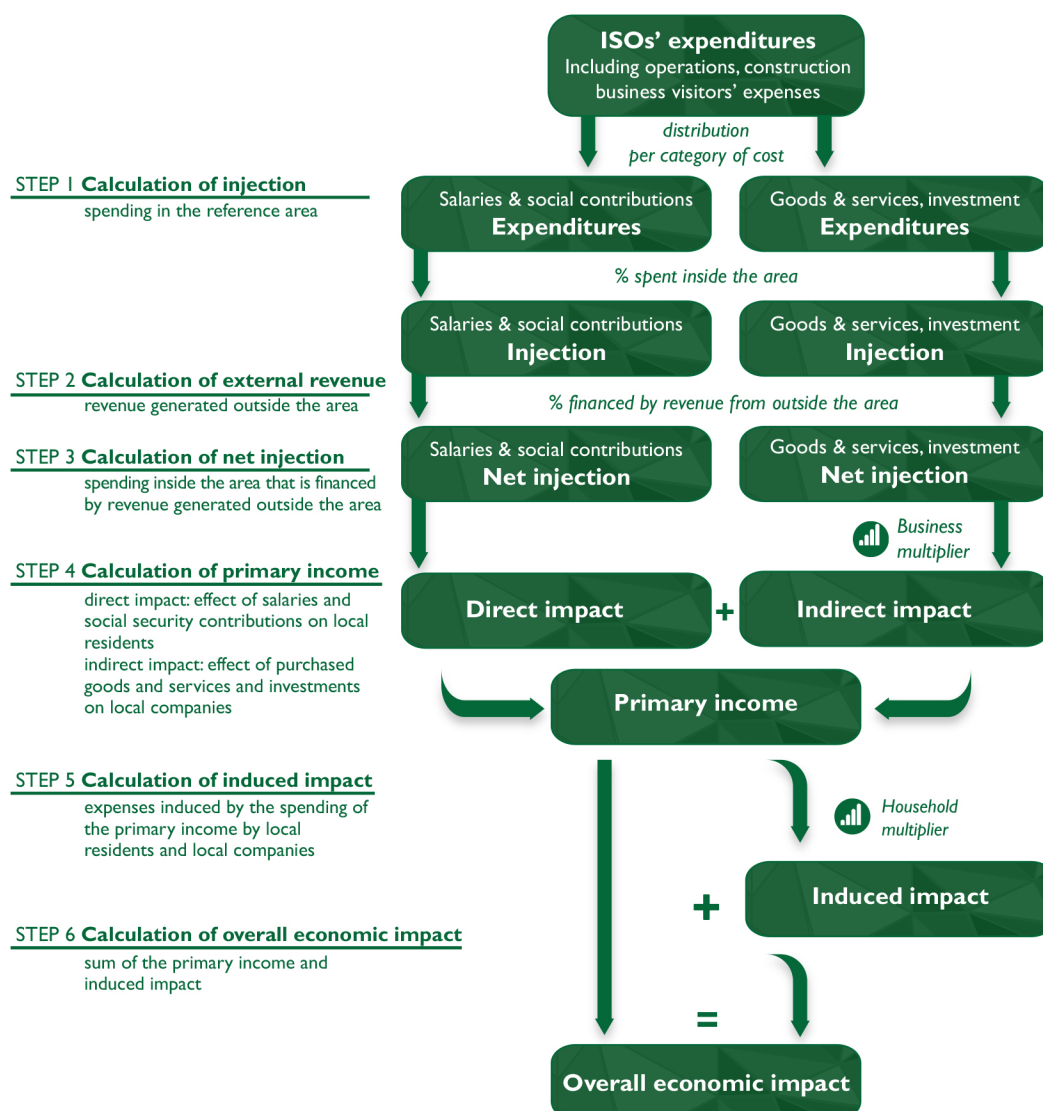 ISOs’ expenditures
Including operations, construction
business visitors’ expenses
distribution
per category of cost
STEP 1 Calculation of injection
spending in the reference area
Salaries & social contributions
Expenditures
Goods & services, investment
Expenditures
% spent inside the area
Salaries & social contributions
Injection
Goods & services, investment
Injection
STEP 2 Calculation of external revenue
revenue generated outside the area
% financed by revenue from outside the area
STEP 3 Calculation of net injection
spending inside the area that is financed
by revenue generated outside the area
Salaries & social contributions
Net injection
Goods & services, investment
Net injection
Business
multiplier
STEP 4 Calculation of primary income
direct impact: effect of salaries and
social security contributions on local
residents
indirect impact: effect of purchased
goods and services and investments
on local companies
Direct impact
+
Indirect impact
Primary income
STEP 5 Calculation of induced impact
expenses induced by the spending of
the primary income by local
residents and local companies
Household
multiplier
+
Induced impact
STEP 6 Calculation of overall economic impact
sum of the primary income and
induced impact
=
Overall economic impact